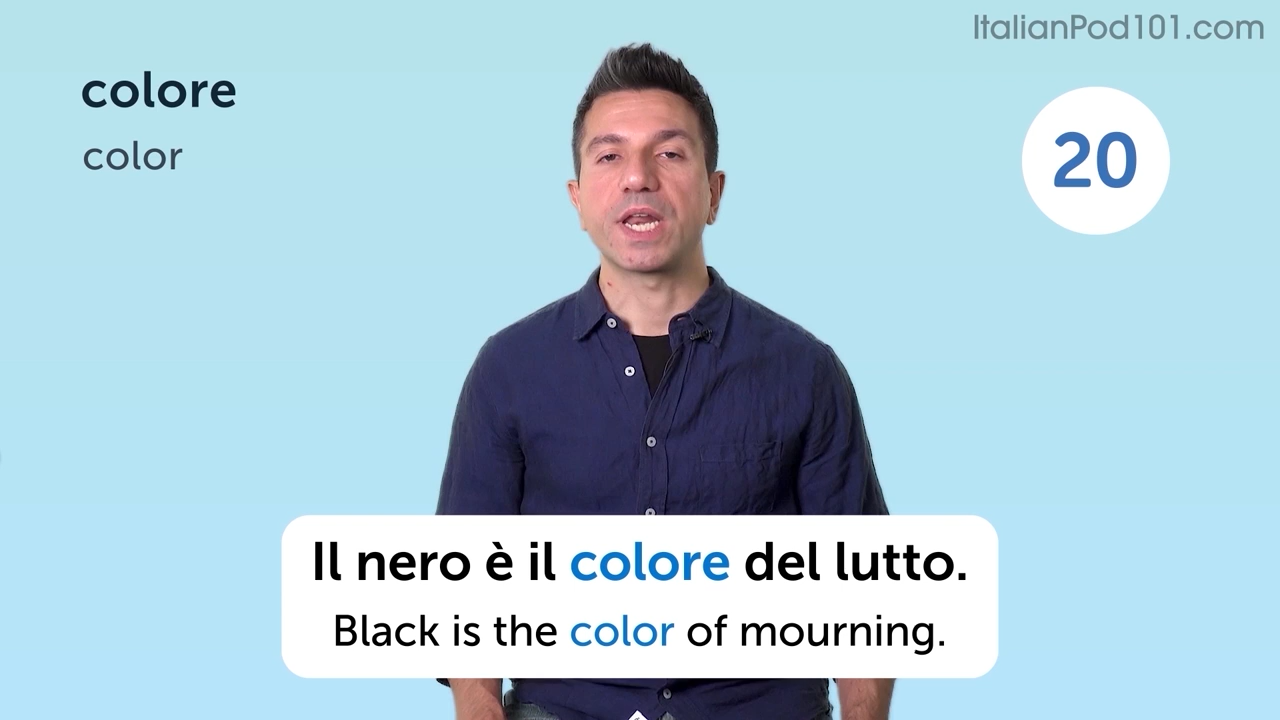 ItalianPod101.com
colore
color
20
Il nero è il colore del lutto.
Black is the color of mourning.